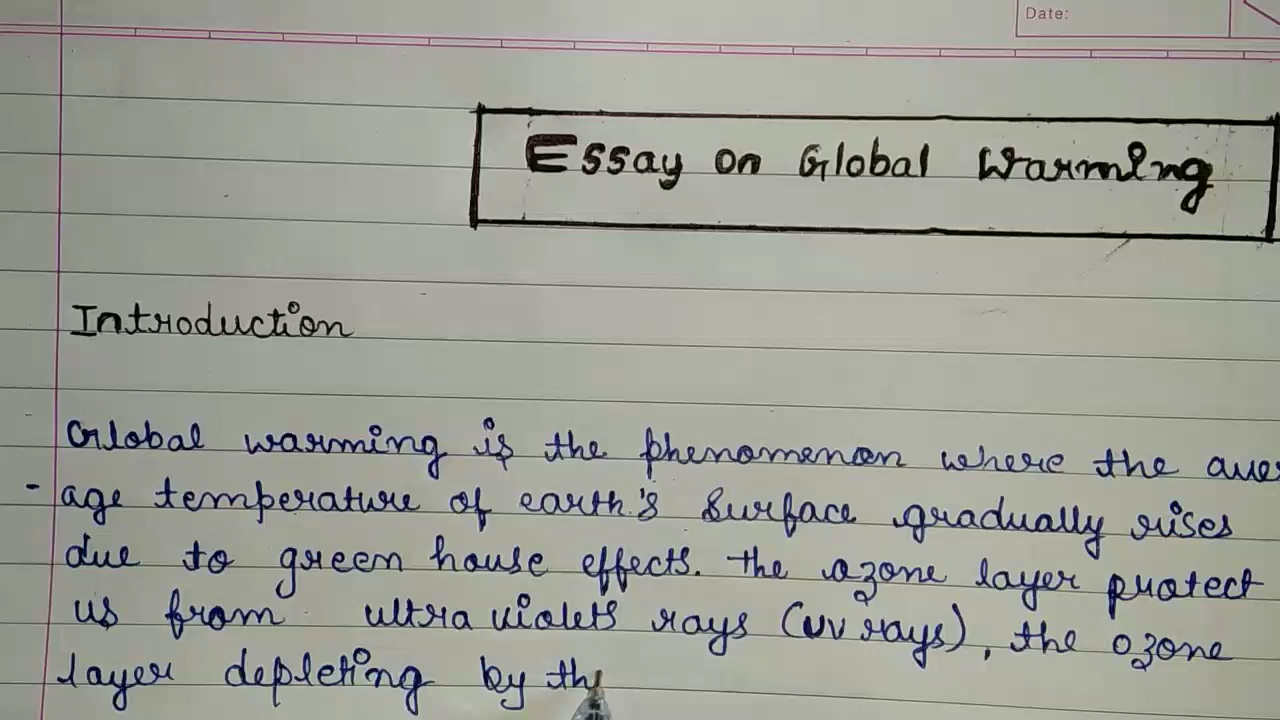 Date:
Essay on Global Warming
Introduction
Global warming is the phenomenon where the aver
-age temperature of earth's surface gradually rises
due to green house effects. the ozone layer protect
us from ultra violets rays (UV rays), the ozone
layer depleting by th